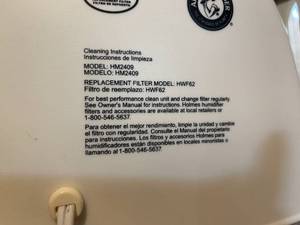 REPLACEMENT FILTER
Cleaning Instructions
Instrucciones de limpieza
MODEL: HM2409
MODELO: HM2409
REPLACEMENT FILTER MODEL: HWF62
Filtro de reemplazo: HWF62
For best performance clean unit and change filter regularly.
See Owner's Manual for instructions. Holmes humidifier
filters and accessories are available at local retailers or
1-800-546-5637
Para obtener el mejor rendimiento, limpie la unidad y cambie
el filtro con regularidad. Consulte el Manual del propietario
para instrucciones. Los filtros y accesorios Holmes para
humidificadores están disponibles en locales minoristas o
llamando al 1-800-546-5637.